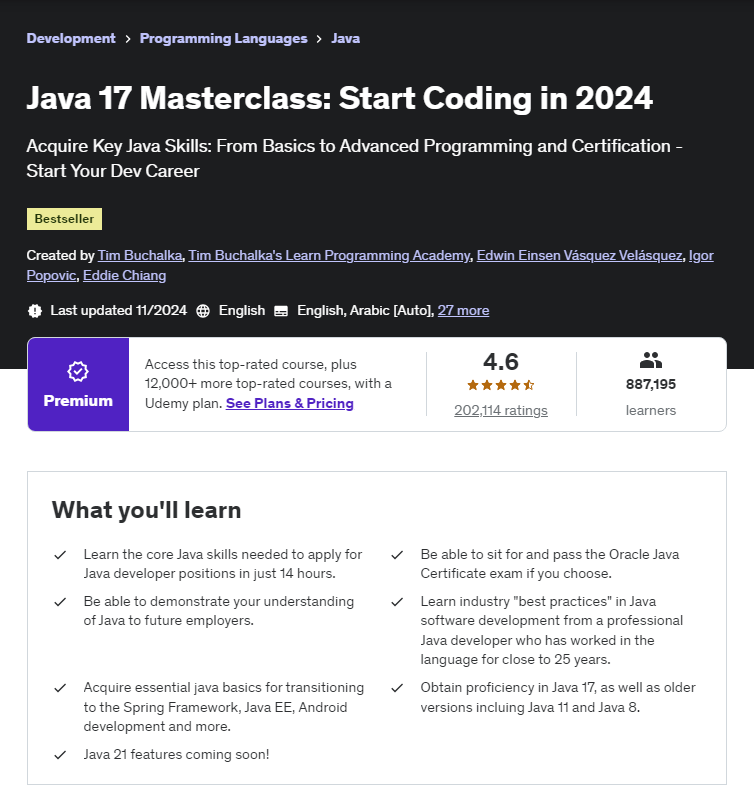 Development > Programming Languages > Java
Java 17 Masterclass: Start Coding in 2024
Acquire Key Java Skills: From Basics to Advanced Programming and Certification -
Start Your Dev Career
Bestseller
Created by Tim Buchalka, Tim Buchalka's Learn Programming Academy, Edwin Einsen Vásquez Velásquez, Igor
Popovic, Eddie Chiang
Last updated 11/2024 English English, Arabic [Auto], 27 more
Premium
Access this top-rated course, plus
12,000+ more top-rated courses, with a
Udemy plan. See Plans & Pricing
4.6
202,114 ratings
887,195
learners
What you'll learn
Learn the core Java skills needed to apply for
Java developer positions in just 14 hours.
Be able to sit for and pass the Oracle Java
Certificate exam if you choose.
Be able to demonstrate your understanding
of Java to future employers.
Learn industry "best practices" in Java
software development from a professional
Java developer who has worked in the
language for close to 25 years.
Acquire essential java basics for transitioning
to the Spring Framework, Java EE, Android
development and more.
Obtain proficiency in Java 17, as well as older
versions incluing Java 11 and Java 8.
Java 21 features coming soon!